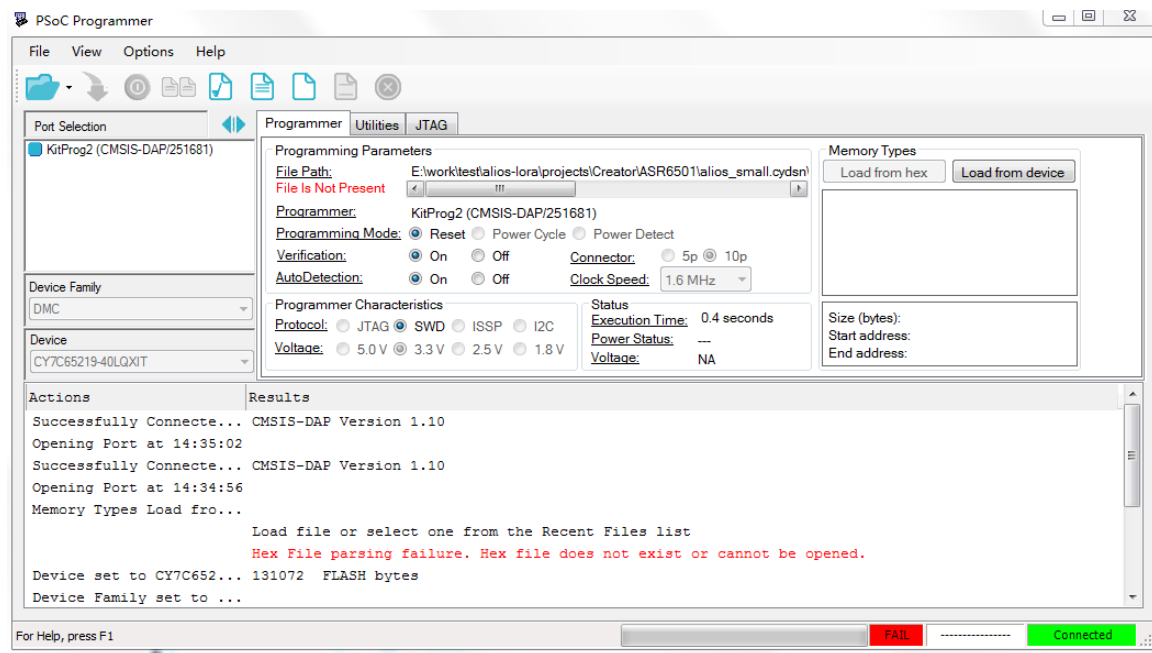 PSoC Programmer
File View Options Help
Port Selection
Programmer Utilities JTAG
KitProg2 (CMSIS-DAP/251681)
Programming Parameters
File Path: E:\work\test\alios-lora\projects\Creator\ASR6501\alios_small.cydsn\
File Is Not Present
Programmer: KitProg2 (CMSIS-DAP/251681)
Programming Mode: Reset Power Cycle Power Detect
Verification: On Off Connector: 5p 10p
AutoDetection: On Off Clock Speed: 1.6 MHz
Programmer Characteristics
Protocol: JTAG SWD ISSP I2C
Voltage: 5.0 V 3.3 V 2.5 V 1.8 V
Status
Execution Time: 0.4 seconds
Power Status: ---
Voltage: NA
Memory Types
Load from hex Load from device
Size (bytes):
Start address:
End address:
Device Family
DMC
Device
CY7C65219-40LQXIT
Actions Results
Successfully Connecte... CMSIS-DAP Version 1.10
Opening Port at 14:35:02
Successfully Connecte... CMSIS-DAP Version 1.10
Opening Port at 14:34:56
Memory Types Load fro...
Load file or select one from the Recent Files list
Hex File parsing failure. Hex file does not exist or cannot be opened.
Device set to CY7C652... 131072 FLASH bytes
Device Family set to ...
For Help, press F1
FAIL ---------------- Connected